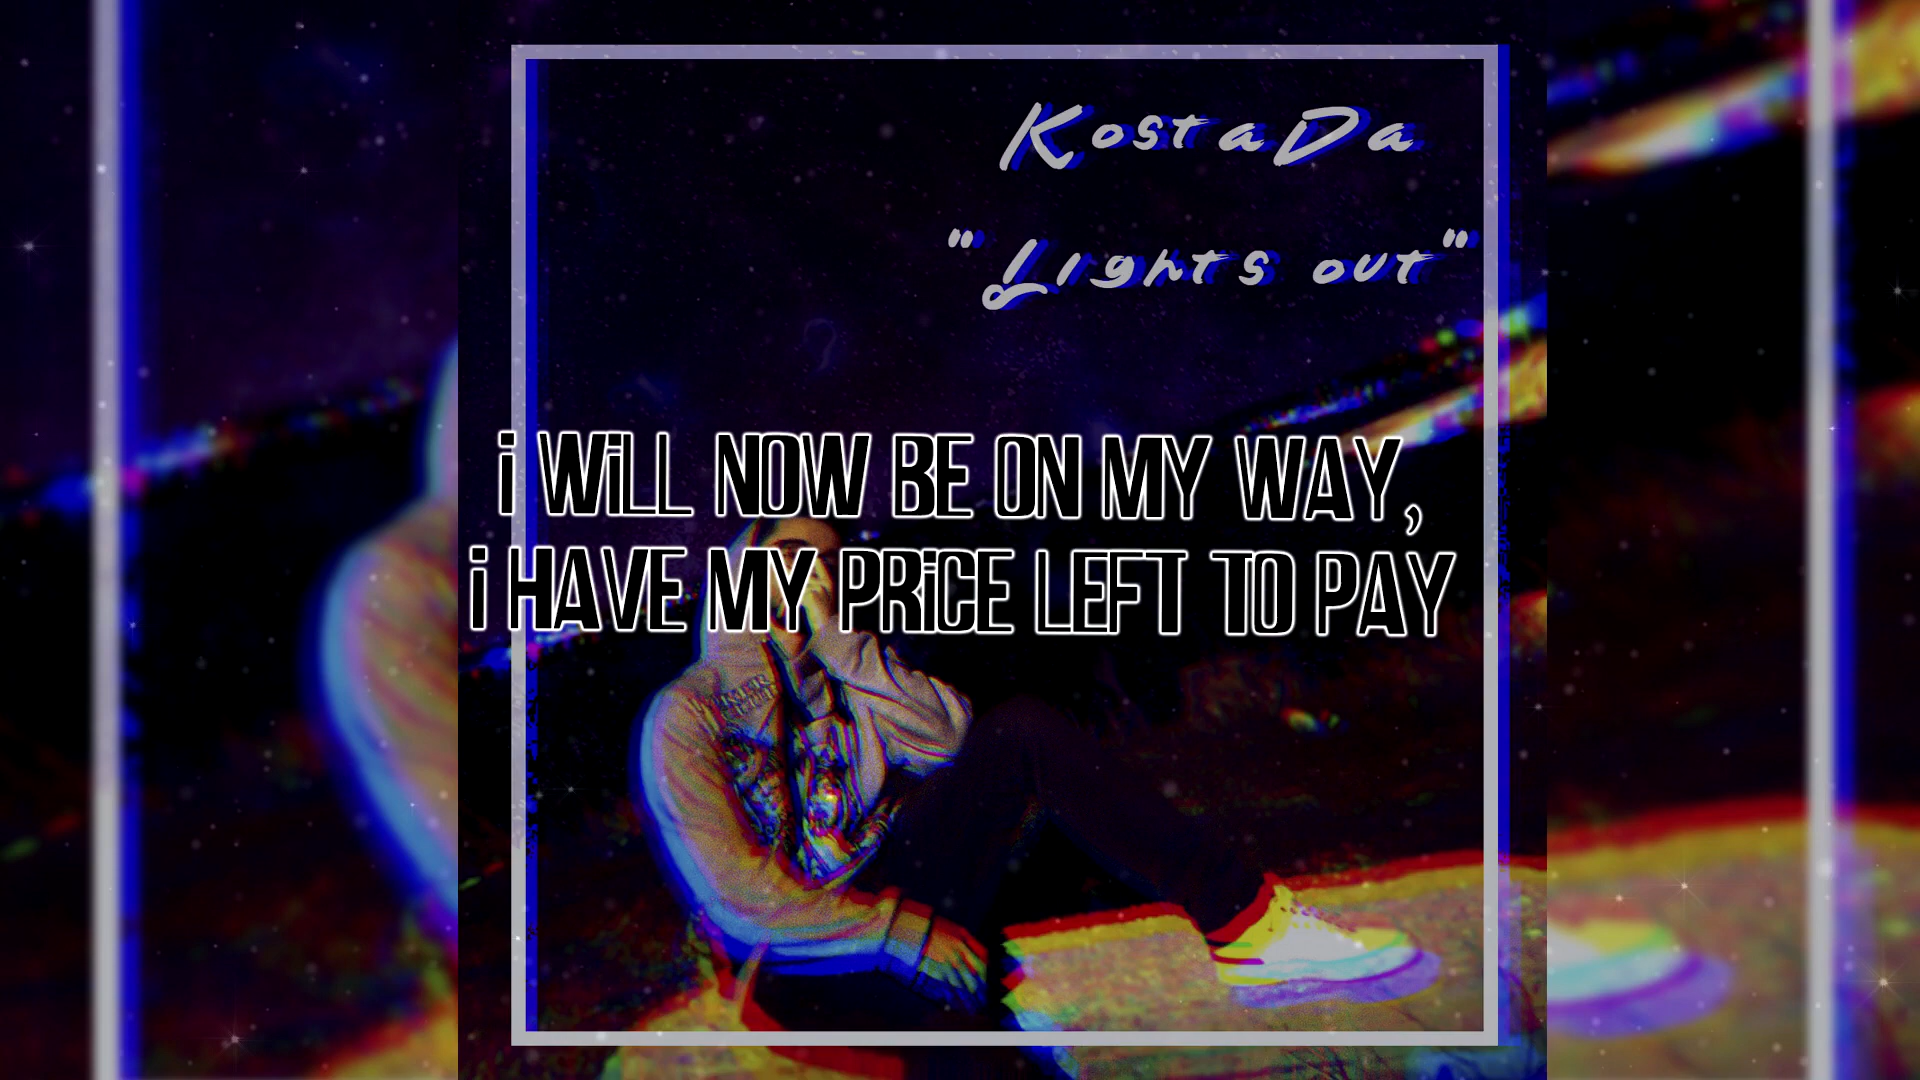 KostaDa
"Lights out"
i WiLL NOW BE ON MY WAY,
i HAVE MY PRiCE LEFT TO PAY